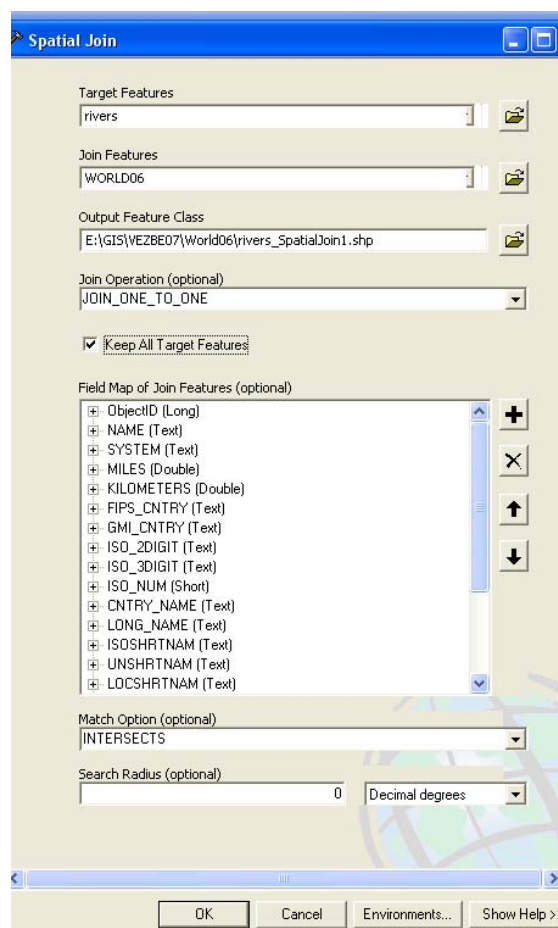 Spatial Join
Target Features
rivers
Join Features
WORLD06
Output Feature Class
E:\GIS\VEZBE07\World06\rivers_SpatialJoin1.shp
Join Operation (optional)
JOIN_ONE_TO_ONE
Keep All Target Features
Field Map of Join Features (optional)
ObjectID (Long)
NAME (Text)
SYSTEM (Text)
MILES (Double)
KILOMETERS (Double)
FIPS_CNTRY (Text)
GMI_CNTRY (Text)
ISO_2DIGIT (Text)
ISO_3DIGIT (Text)
ISO_NUM (Short)
CNTRY_NAME (Text)
LONG_NAME (Text)
ISOSHRTNAM (Text)
UNSHRTNAM (Text)
LOCSHRTNAM (Text)
Match Option (optional)
INTERSECTS
Search Radius (optional)
0 Decimal degrees
OK Cancel Environments... Show Help >